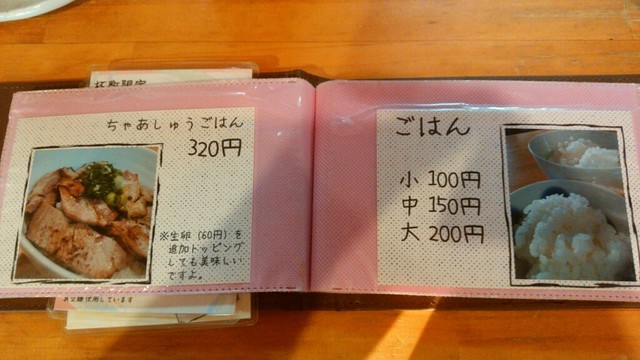 ちゃあしゅうごはん
320円
※生卵(60円)を
追加トッピング
しても美味しい
ですよ。
ごはん
小 100円
中 150円
大 200円